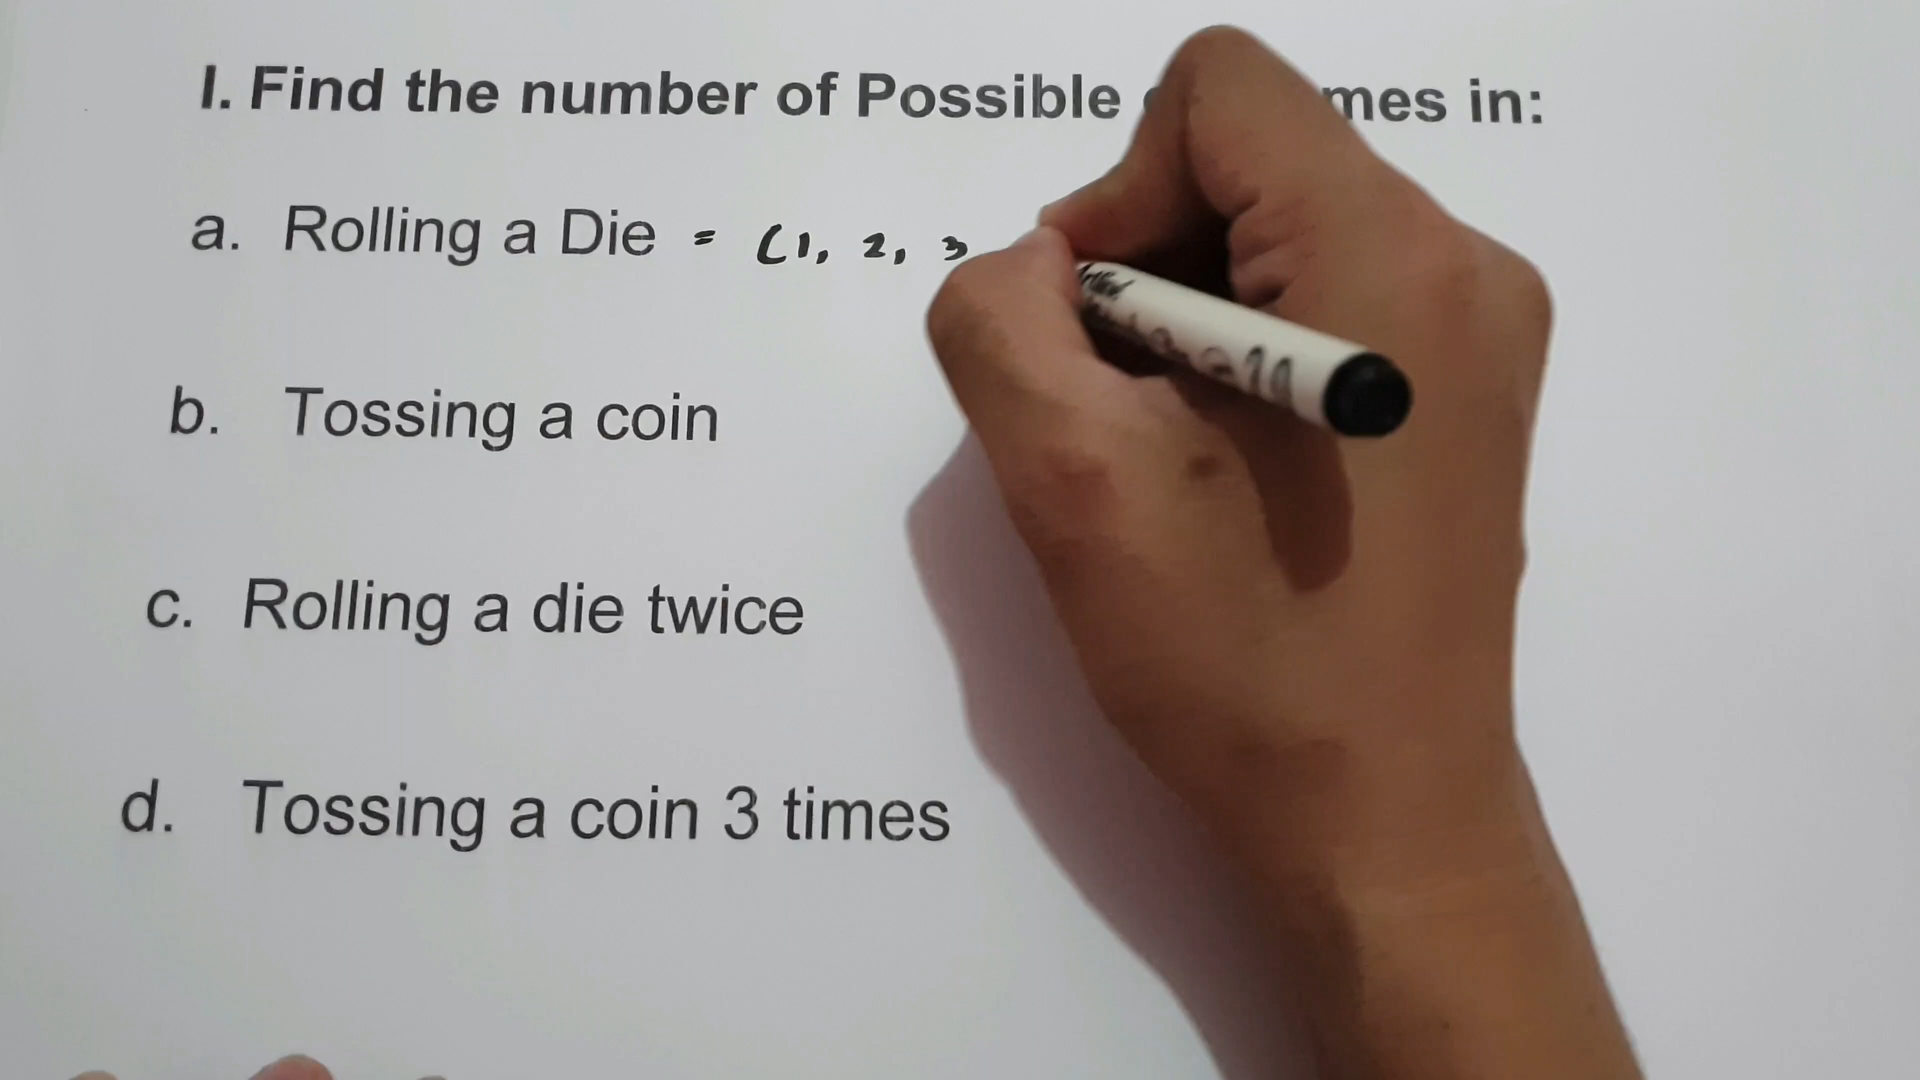 I. Find the number of Possible mes in:
a. Rolling a Die = (1, 2, 3
b. Tossing a coin
c. Rolling a die twice
d. Tossing a coin 3 times